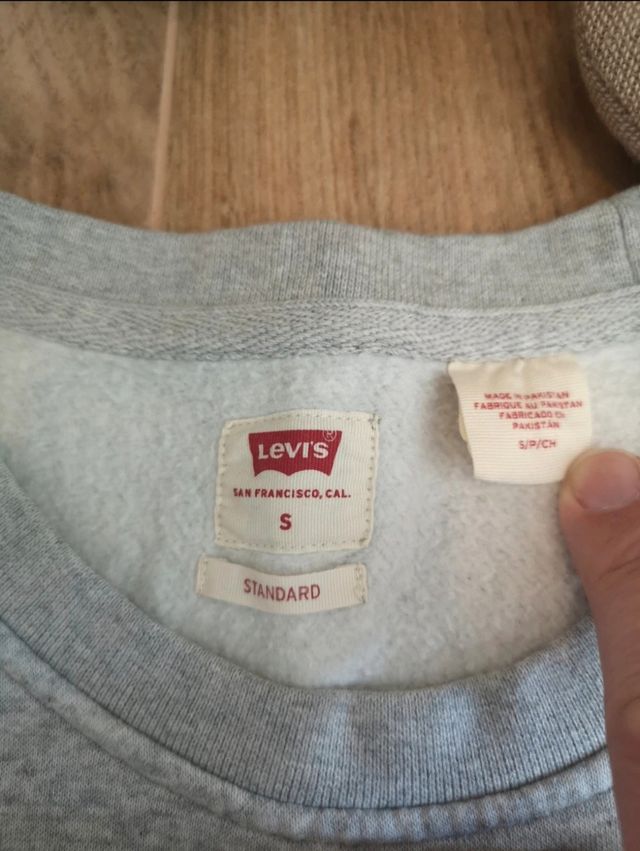 LEVI'S®
SAN FRANCISCO, CAL.
S
STANDARD
MADE IN PAKISTAN
FABRIQUE AU PAKISTAN
FABRICADO EN
PAKISTÁN
S/P/CH